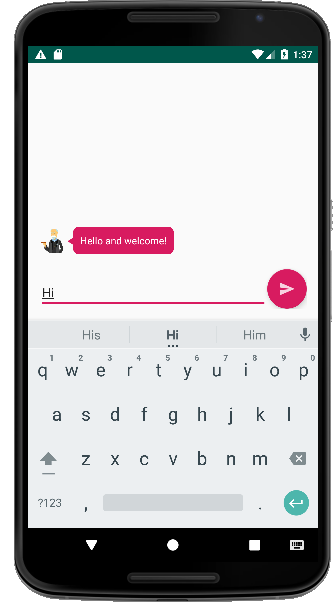 1:37
Hello and welcome!
Hi
His Hi Him
1 2 3 4 5 6 7 8 9 0
q w e r t y u i o p
a s d f g h j k l
z x c v b n m
?123 , .